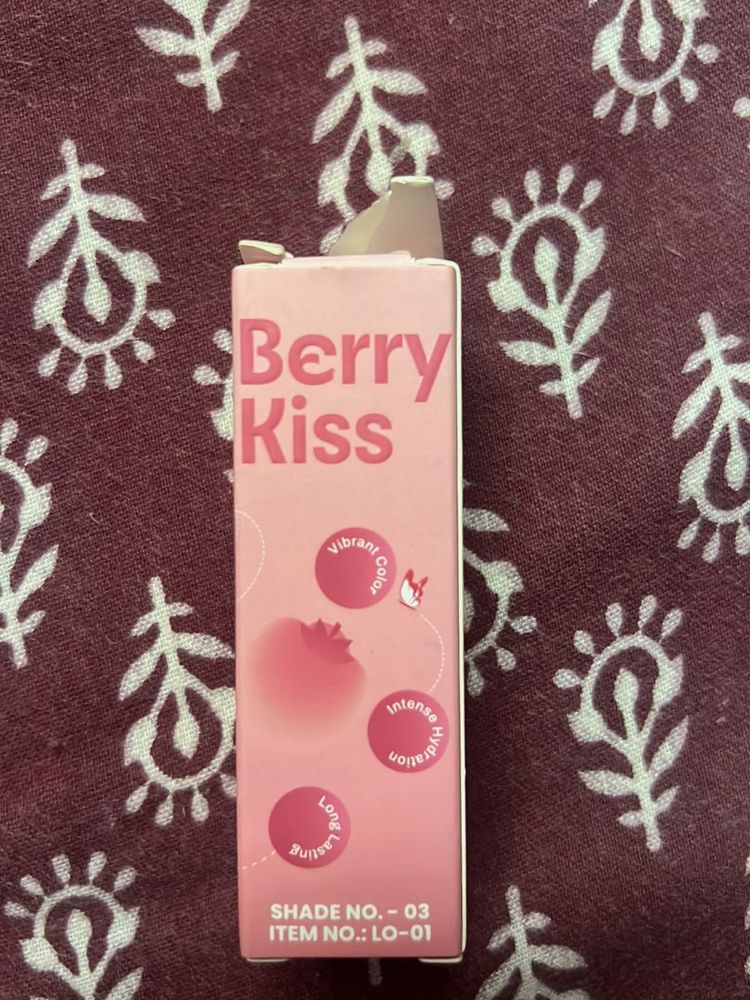 Berry
Kiss
Vibrant Color
Intense Hydration
Long Lasting
SHADE NO. - 03
ITEM NO.: LO-01